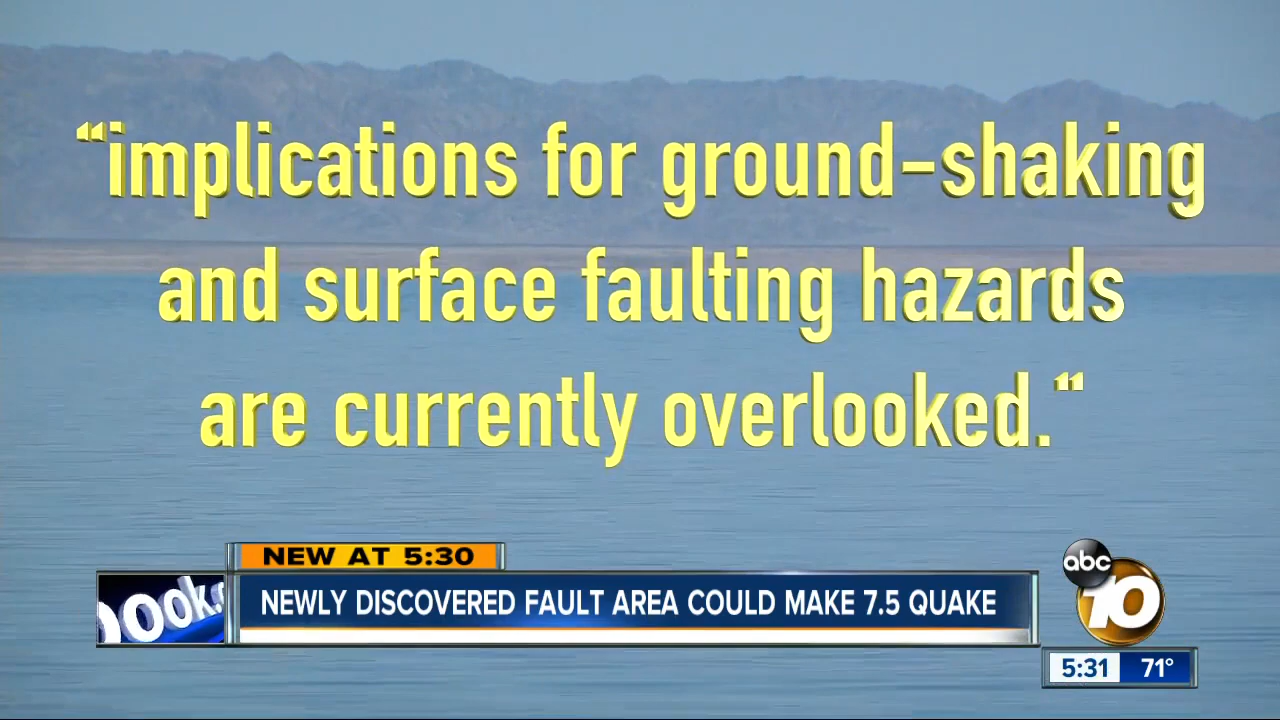 “implications for ground-shaking
and surface faulting hazards
are currently overlooked.“
NEW AT 5:30
NEWLY DISCOVERED FAULT AREA COULD MAKE 7.5 QUAKE
abc
10
5:31 71°